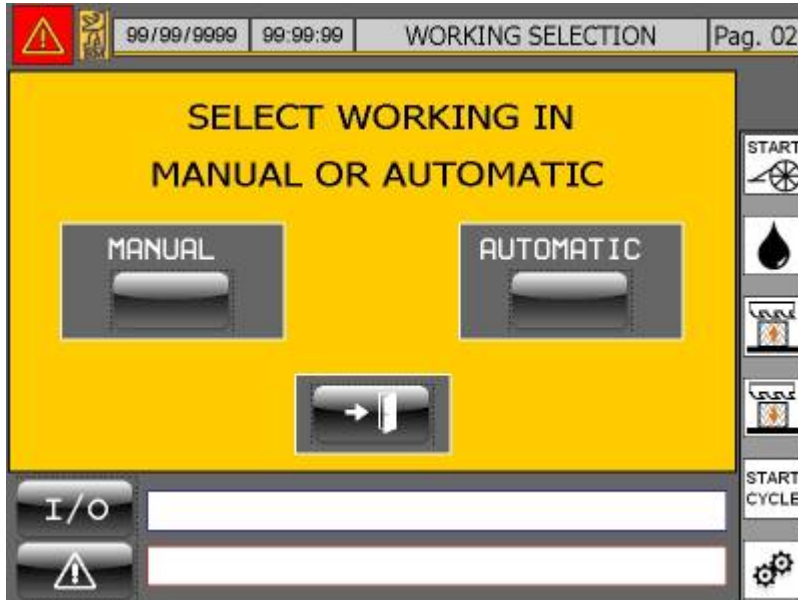 99/99/9999 99:99:99 WORKING SELECTION Pag. 02
SELECT WORKING IN
MANUAL OR AUTOMATIC
MANUAL AUTOMATIC
START
START
CYCLE
I/O